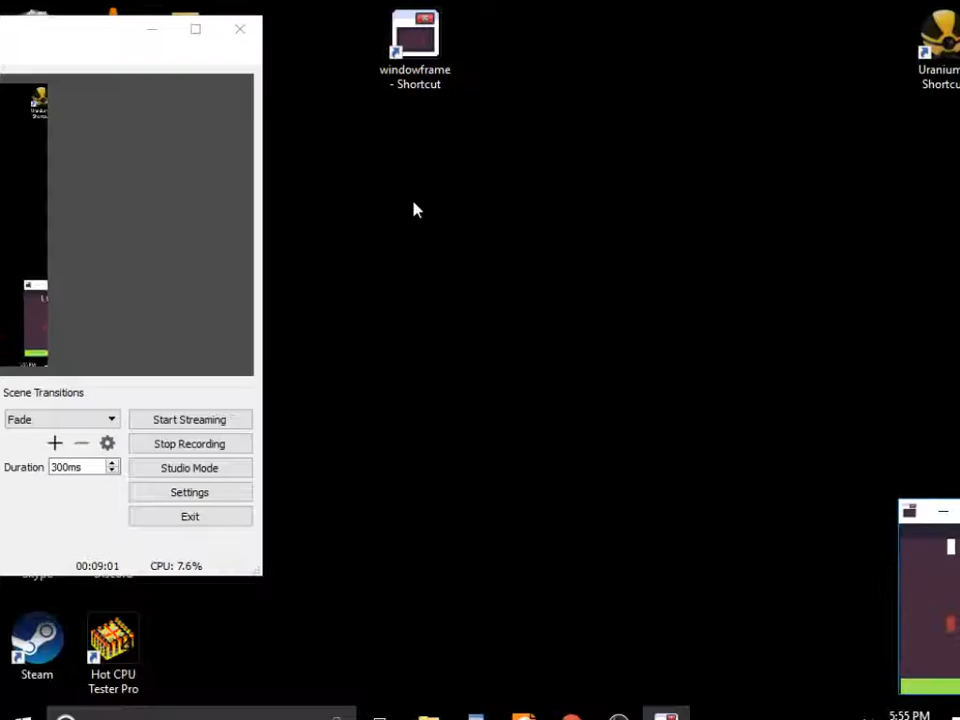 windowframe
- Shortcut
Uranium
Shortcu
Scene Transitions
Fade
Start Streaming
Stop Recording
Duration
300ms
Studio Mode
Settings
Exit
00:09:01
CPU: 7.6%
Steam
Hot CPU
Tester Pro
5:55 PM